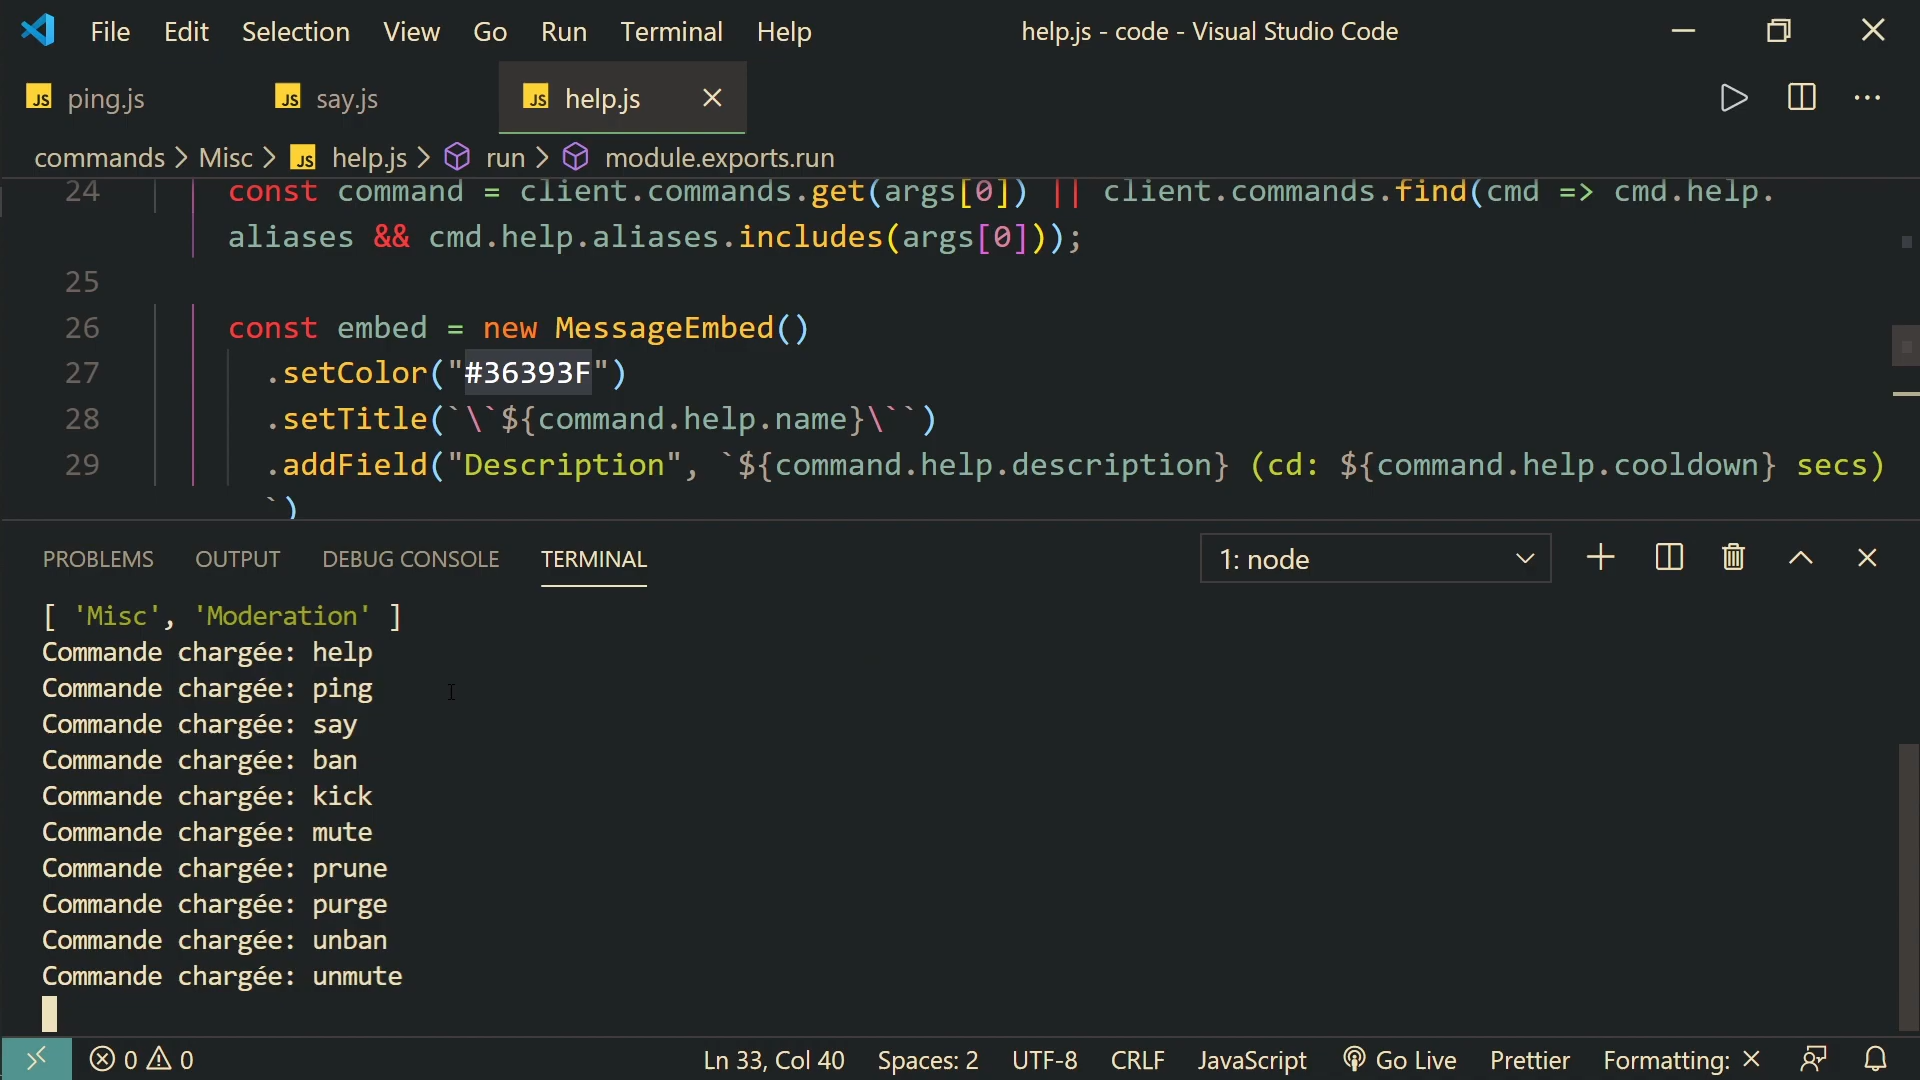 File Edit Selection View Go Run Terminal Help help.js - code - Visual Studio Code
JS ping.js JS say.js JS help.js
commands > Misc > JS help.js > run > module.exports.run
24 const command = client.commands.get(args[0]) || client.commands.find(cmd => cmd.help.
aliases && cmd.help.aliases.includes(args[0]));
25
26 const embed = new MessageEmbed()
27 .setColor("#36393F")
28 .setTitle(`\`${command.help.name}\``)
29 .addField("Description", `${command.help.description} (cd: ${command.help.cooldown} secs)
`)
PROBLEMS OUTPUT DEBUG CONSOLE TERMINAL 1: node
[ 'Misc', 'Moderation' ]
Commande chargée: help
Commande chargée: ping
Commande chargée: say
Commande chargée: ban
Commande chargée: kick
Commande chargée: mute
Commande chargée: prune
Commande chargée: purge
Commande chargée: unban
Commande chargée: unmute
0 0 Ln 33, Col 40 Spaces: 2 UTF-8 CRLF JavaScript Go Live Prettier Formatting: ×